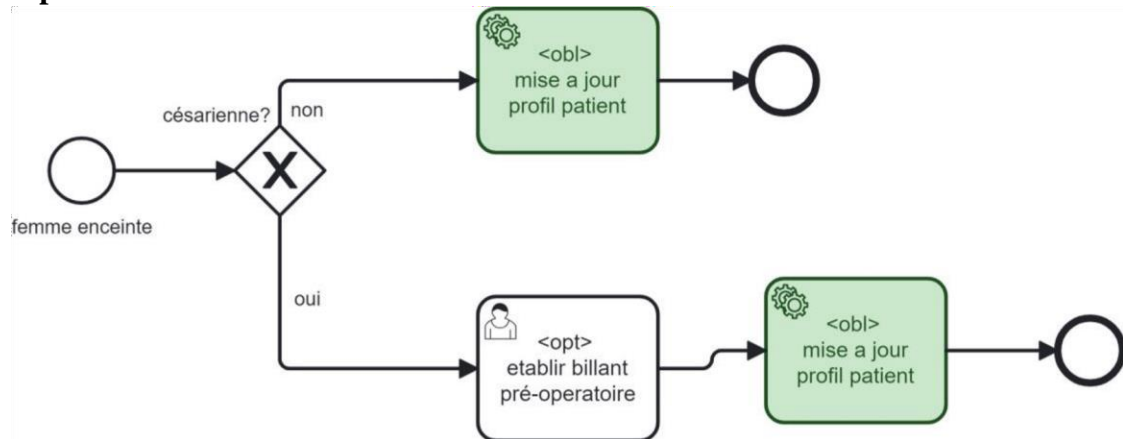 <obl>
mise a jour
profil patient
césarienne?
non
X
femme enceinte
oui
<opt>
etablir billant
pré-operatoire
<obl>
mise a jour
profil patient